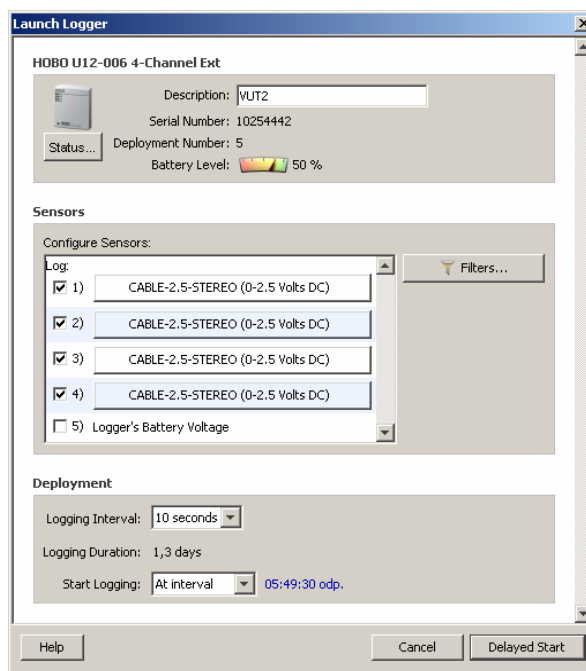 Launch Logger
HOBO U12-006 4-Channel Ext
Description: VUT2
Serial Number: 10254442
Status... Deployment Number: 5
Battery Level: 50 %
Sensors
Configure Sensors:
Log:
Filters...
1) CABLE-2.5-STEREO (0-2.5 Volts DC)
2) CABLE-2.5-STEREO (0-2.5 Volts DC)
3) CABLE-2.5-STEREO (0-2.5 Volts DC)
4) CABLE-2.5-STEREO (0-2.5 Volts DC)
5) Logger's Battery Voltage
Deployment
Logging Interval: 10 seconds
Logging Duration: 1,3 days
Start Logging: At interval 05:49:30 odp.
Help Cancel Delayed Start